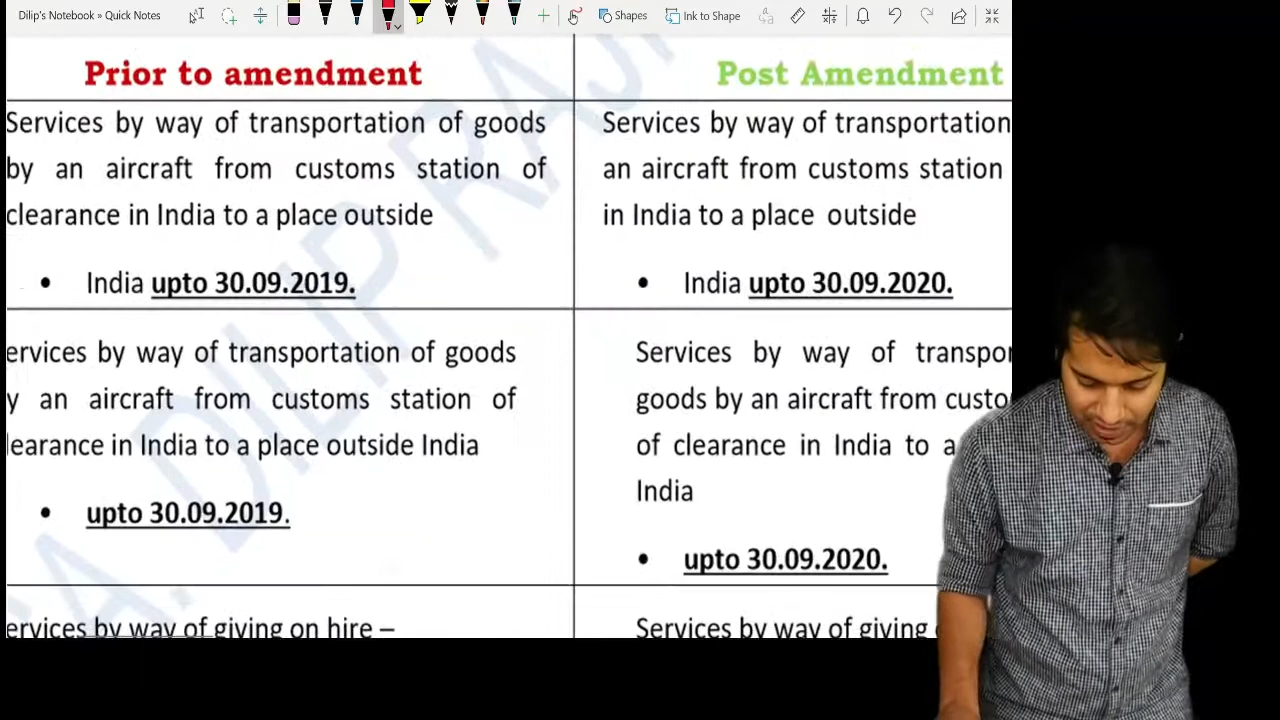 Dilip's Notebook » Quick Notes
Shapes
Ink to Shape
Prior to amendment
Post Amendment
Services by way of transportation of goods
by an aircraft from customs station of
clearance in India to a place outside
• India upto 30.09.2019.
Services by way of transportation
an aircraft from customs station
in India to a place outside
• India upto 30.09.2020.
ervices by way of transportation of goods
y an aircraft from customs station of
learance in India to a place outside India
• upto 30.09.2019.
Services by way of transpor
goods by an aircraft from custo
of clearance in India to a
India
• upto 30.09.2020.
ervices by way of giving on hire –
Services by way of giving